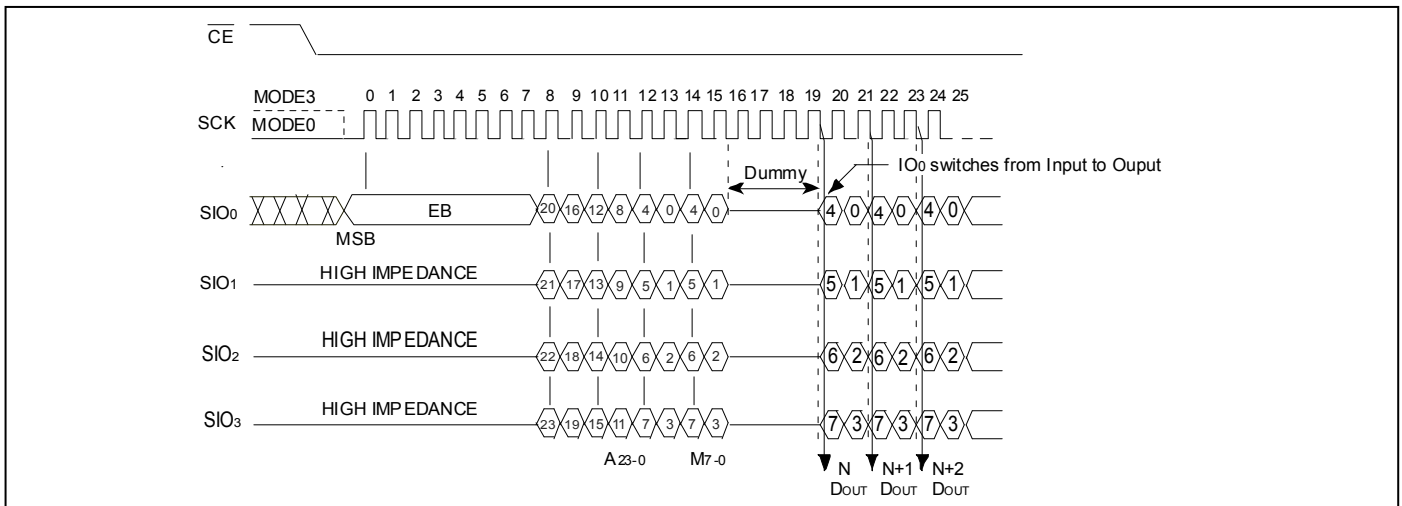 CE
MODE3 0 1 2 3 4 5 6 7 8 9 10 11 12 13 14 15 16 17 18 19 20 21 22 23 24 25
SCK MODE0
Dummy IO0 switches from Input to Ouput
SIO0 EB 20 16 12 8 4 0 4 0 4 0 4 0 4 0
MSB
SIO1 HIGH IMPEDANCE 21 17 13 9 5 1 5 1 5 1 5 1 5 1
SIO2 HIGH IMPEDANCE 22 18 14 10 6 2 6 2 6 2 6 2 6 2
SIO3 HIGH IMPEDANCE 23 19 15 11 7 3 7 3 7 3 7 3 7 3
A23-0 M7-0 N N+1 N+2
DOUT DOUT DOUT